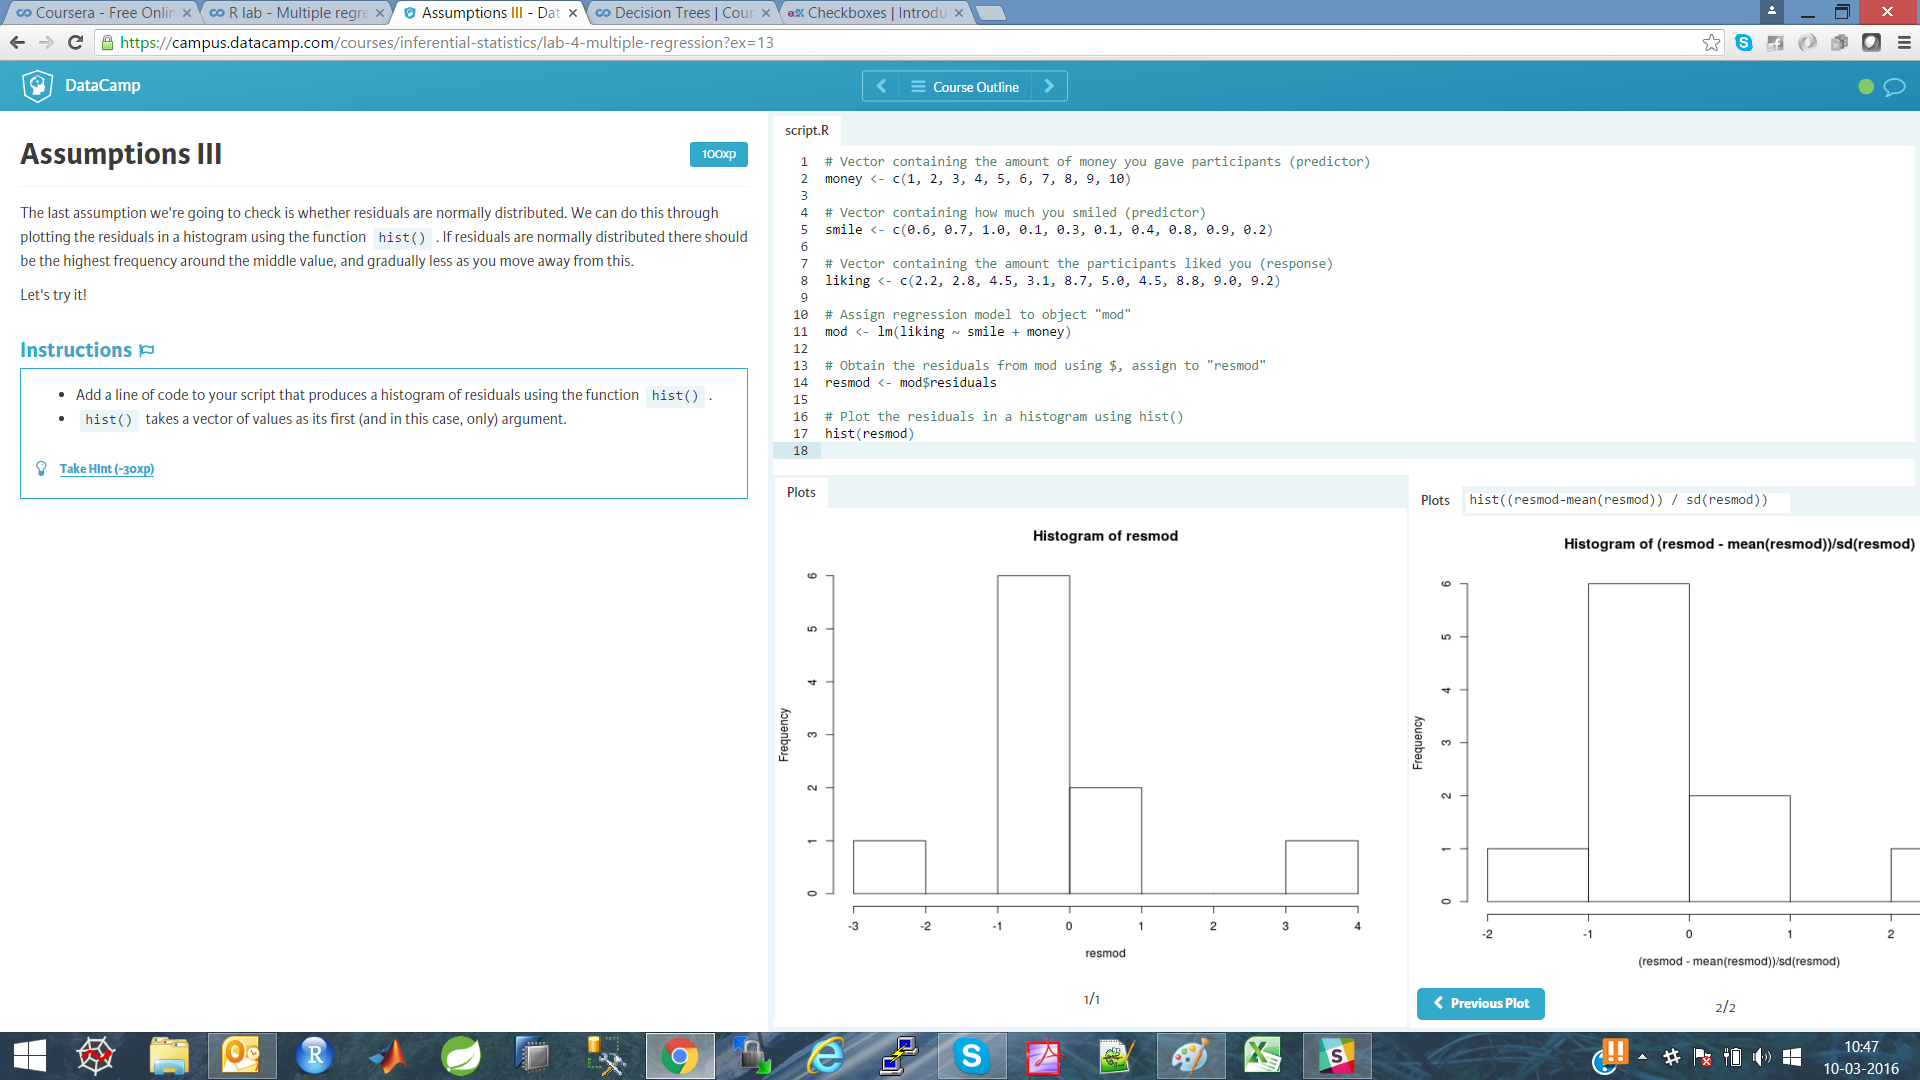 Coursera - Free Onlin
R lab - Multiple regre
Assumptions III - Dat
Decision Trees | Cour
edX Checkboxes | Introdu
https://campus.datacamp.com/courses/inferential-statistics/lab-4-multiple-regression?ex=13
DataCamp
Course Outline
Assumptions III
100xp
The last assumption we're going to check is whether residuals are normally distributed. We can do this through
plotting the residuals in a histogram using the function hist() . If residuals are normally distributed there should
be the highest frequency around the middle value, and gradually less as you move away from this.
Let's try it!
Instructions
• Add a line of code to your script that produces a histogram of residuals using the function hist() .
• hist() takes a vector of values as its first (and in this case, only) argument.
Take Hint (-30xp)
script.R
1 # Vector containing the amount of money you gave participants (predictor)
2 money <- c(1, 2, 3, 4, 5, 6, 7, 8, 9, 10)
3
4 # Vector containing how much you smiled (predictor)
5 smile <- c(0.6, 0.7, 1.0, 0.1, 0.3, 0.1, 0.4, 0.8, 0.9, 0.2)
6
7 # Vector containing the amount the participants liked you (response)
8 liking <- c(2.2, 2.8, 4.5, 3.1, 8.7, 5.0, 4.5, 8.8, 9.0, 9.2)
9
10 # Assign regression model to object "mod"
11 mod <- lm(liking ~ smile + money)
12
13 # Obtain the residuals from mod using $, assign to "resmod"
14 resmod <- mod$residuals
15
16 # Plot the residuals in a histogram using hist()
17 hist(resmod)
18
Plots
Histogram of resmod
6
5
4
3
2
1
0
Frequency
-3 -2 -1 0 1 2 3 4
resmod
1/1
Plots
hist((resmod-mean(resmod)) / sd(resmod))
Histogram of (resmod - mean(resmod))/sd(resmod)
6
5
4
3
2
1
0
Frequency
-2 -1 0 1 2
(resmod - mean(resmod))/sd(resmod)
Previous Plot
2/2
10:47
10-03-2016